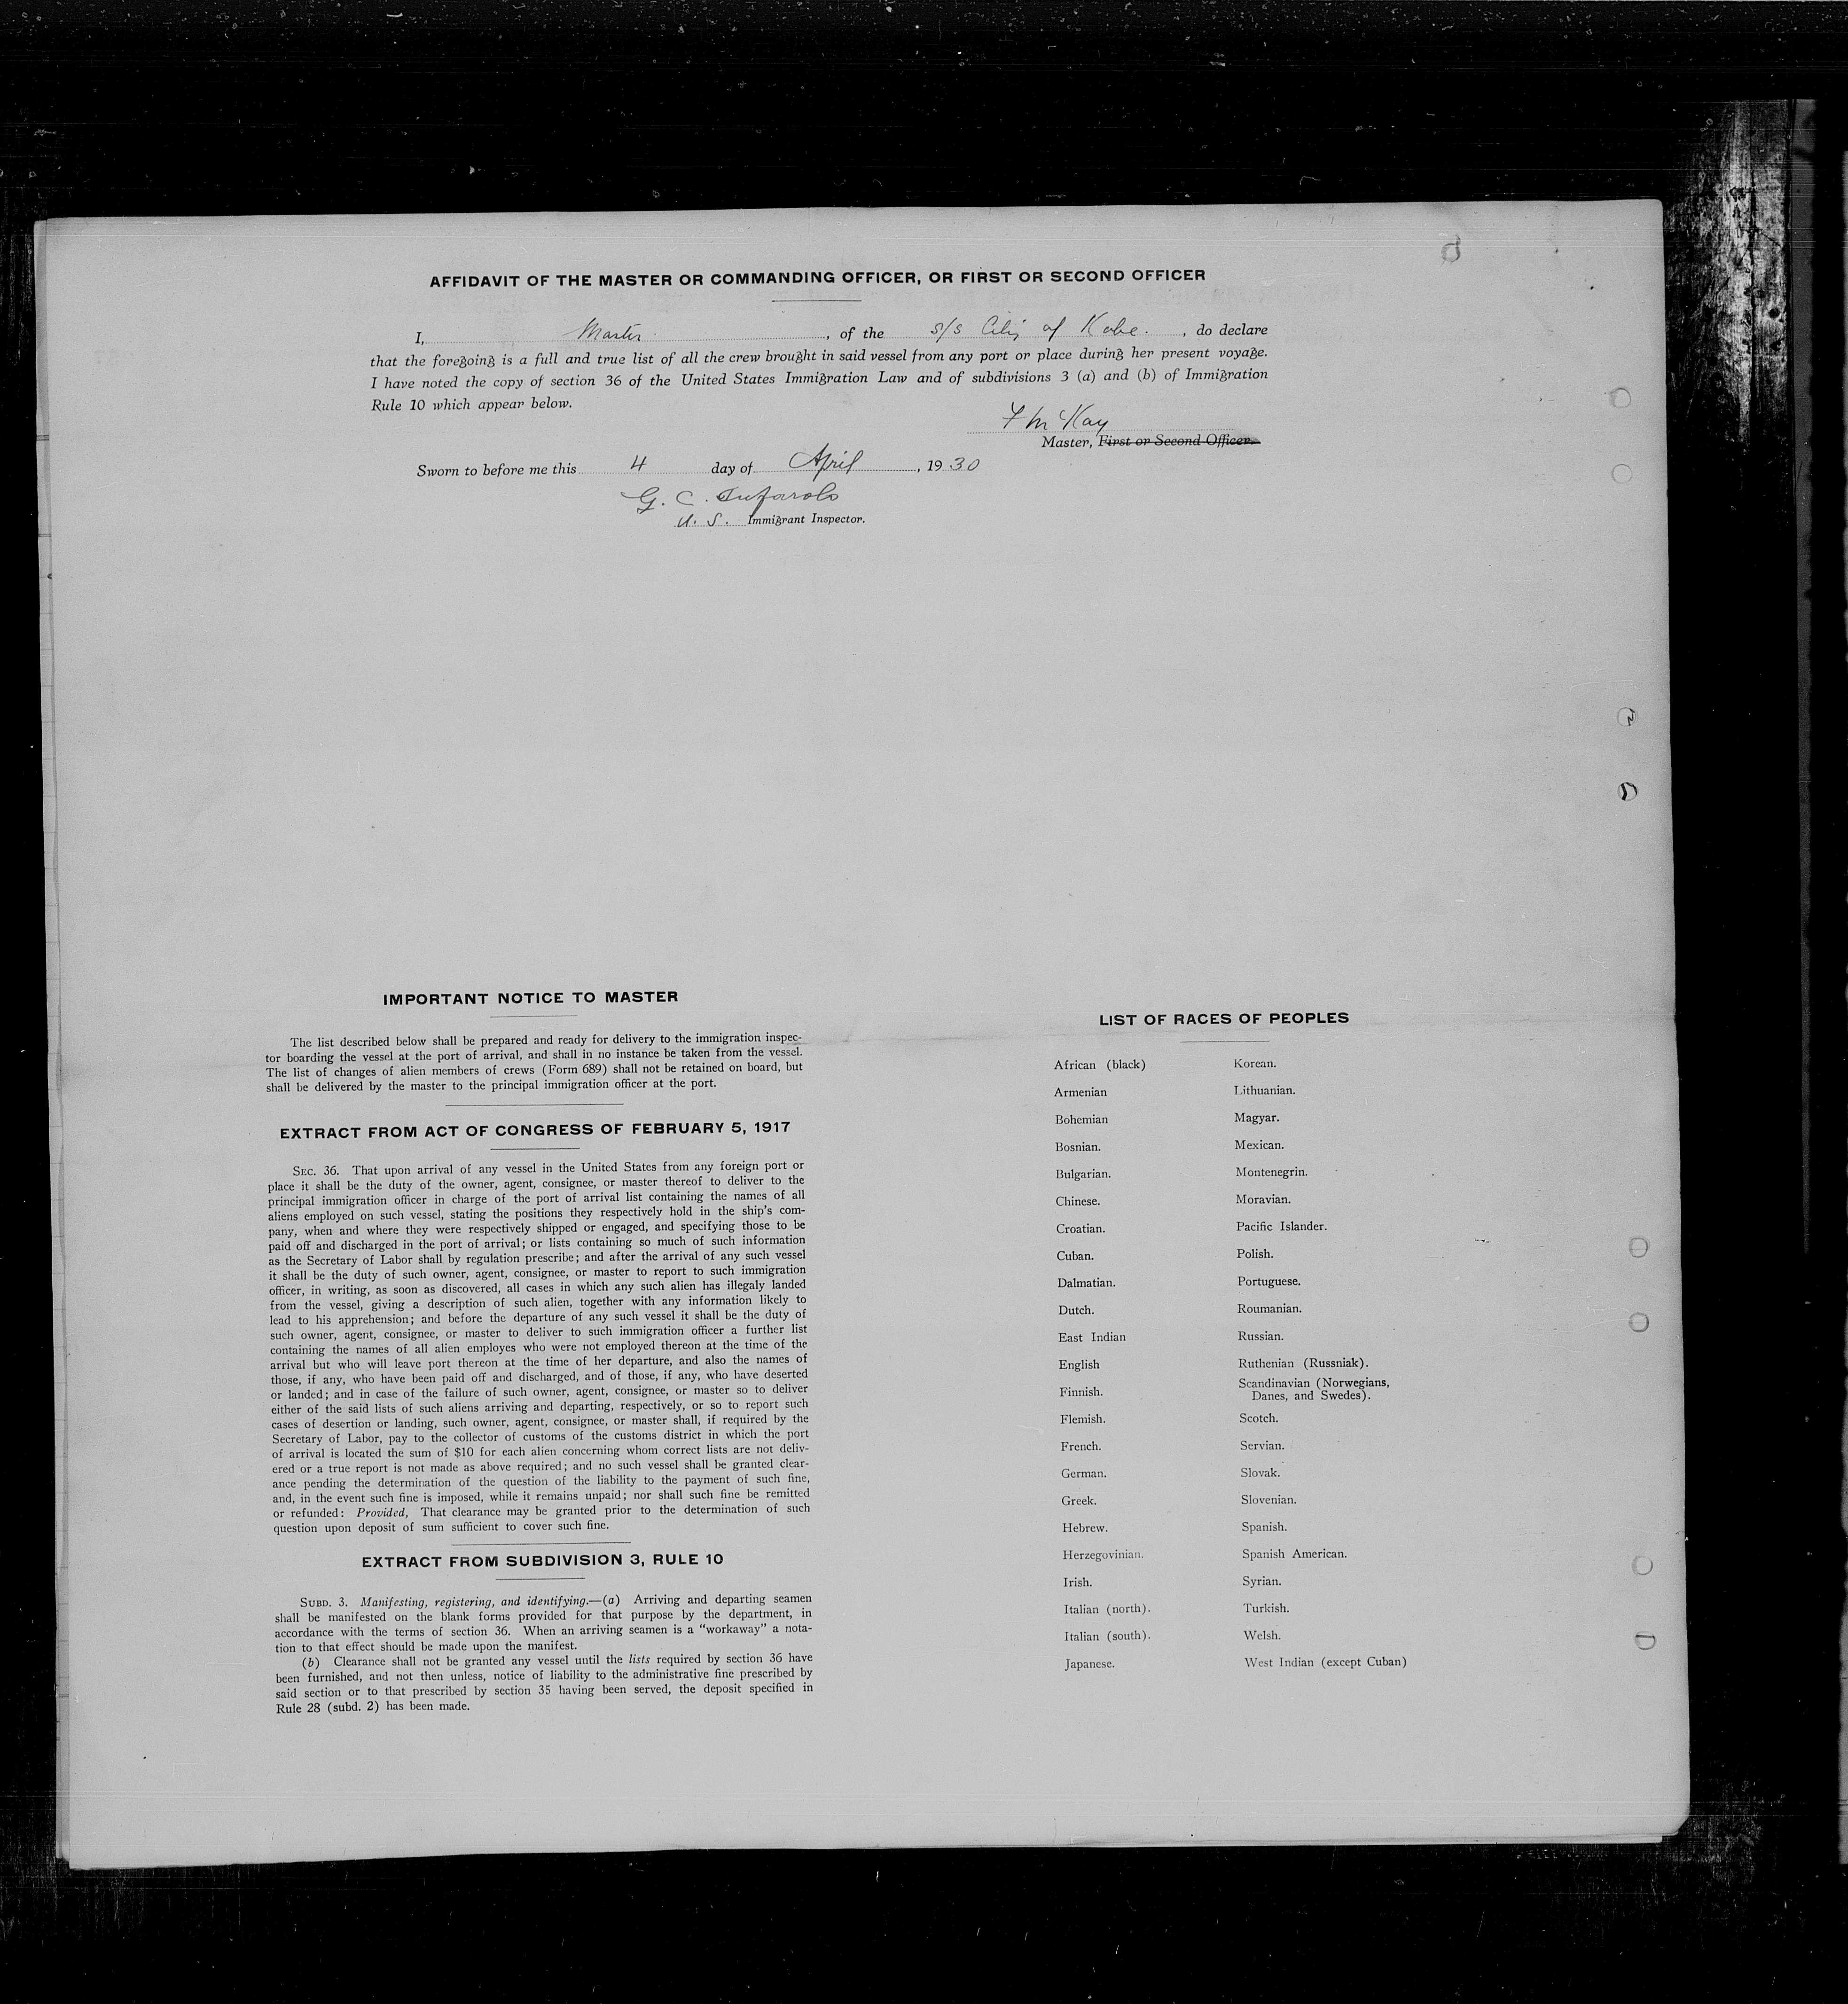 AFFIDAVIT OF THE MASTER OR COMMANDING OFFICER, OR FIRST OR SECOND OFFICER
I, Master, of the s/s City of Kobe., do declare
that the foregoing is a full and true list of all the crew brought in said vessel from any port or place during her present voyage.
I have noted the copy of section 36 of the United States Immigration Law and of subdivisions 3 (a) and (b) of Immigration
Rule 10 which appear below.
F McKay
Master, First or Second Officer.
Sworn to before me this 4 day of April, 1930
G. C.
U. S. Immigrant Inspector.
IMPORTANT NOTICE TO MASTER
The list described below shall be prepared and ready for delivery to the immigration inspec-
tor boarding the vessel at the port of arrival, and shall in no instance be taken from the vessel.
The list of changes of alien members of crews (Form 689) shall not be retained on board, but
shall be delivered by the master to the principal immigration officer at the port.
EXTRACT FROM ACT OF CONGRESS OF FEBRUARY 5, 1917
SEC. 36. That upon arrival of any vessel in the United States from any foreign port or
place it shall be the duty of the owner, agent, consignee, or master thereof to deliver to the
principal immigration officer in charge of the port of arrival list containing the names of all
aliens employed on such vessel, stating the positions they respectively hold in the ship's com-
pany, when and where they were respectively shipped or engaged, and specifying those to be
paid off and discharged in the port of arrival; or lists containing so much of such information
as the Secretary of Labor shall by regulation prescribe; and after the arrival of any such vessel
it shall be the duty of such owner, agent, consignee, or master to report to such immigration
officer, in writing, as soon as discovered, all cases in which any such alien has illegaly landed
from the vessel, giving a description of such alien, together with any information likely to
lead to his apprehension; and before the departure of any such vessel it shall be the duty of
such owner, agent, consignee, or master to deliver to such immigration officer a further list
containing the names of all alien employes who were not employed thereon at the time of the
arrival but who will leave port thereon at the time of her departure, and also the names of
those, if any, who have been paid off and discharged, and of those, if any, who have deserted
or landed; and in case of the failure of such owner, agent, consignee, or master so to deliver
either of the said lists of such aliens arriving and departing, respectively, or so to report such
cases of desertion or landing, such owner, agent, consignee, or master shall, if required by the
Secretary of Labor, pay to the collector of customs of the customs district in which the port
of arrival is located the sum of $10 for each alien concerning whom correct lists are not deliv-
ered or a true report is not made as above required; and no such vessel shall be granted clear-
ance pending the determination of the question of the liability to the payment of such fine,
and, in the event such fine is imposed, while it remains unpaid; nor shall such fine be remitted
or refunded: Provided, That clearance may be granted prior to the determination of such
question upon deposit of sum sufficient to cover such fine.
EXTRACT FROM SUBDIVISION 3, RULE 10
SUBD. 3. Manifesting, registering, and identifying.—(a) Arriving and departing seamen
shall be manifested on the blank forms provided for that purpose by the department, in
accordance with the terms of section 36. When an arriving seamen is a "workaway" a nota-
tion to that effect should be made upon the manifest.
(b) Clearance shall not be granted any vessel until the lists required by section 36 have
been furnished, and not then unless, notice of liability to the administrative fine prescribed by
said section or to that prescribed by section 35 having been served, the deposit specified in
Rule 28 (subd. 2) has been made.
LIST OF RACES OF PEOPLES
African (black)
Armenian
Bohemian
Bosnian.
Bulgarian.
Chinese.
Croatian.
Cuban.
Dalmatian.
Dutch.
East Indian
English
Finnish.
Flemish.
French.
German.
Greek.
Hebrew.
Herzegovinian.
Irish.
Italian (north).
Italian (south).
Japanese.
Korean.
Lithuanian.
Magyar.
Mexican.
Montenegrin.
Moravian.
Pacific Islander.
Polish.
Portuguese.
Roumanian.
Russian.
Ruthenian (Russniak).
Scandinavian (Norwegians,
Danes, and Swedes).
Scotch.
Servian.
Slovak.
Slovenian.
Spanish.
Spanish American.
Syrian.
Turkish.
Welsh.
West Indian (except Cuban)